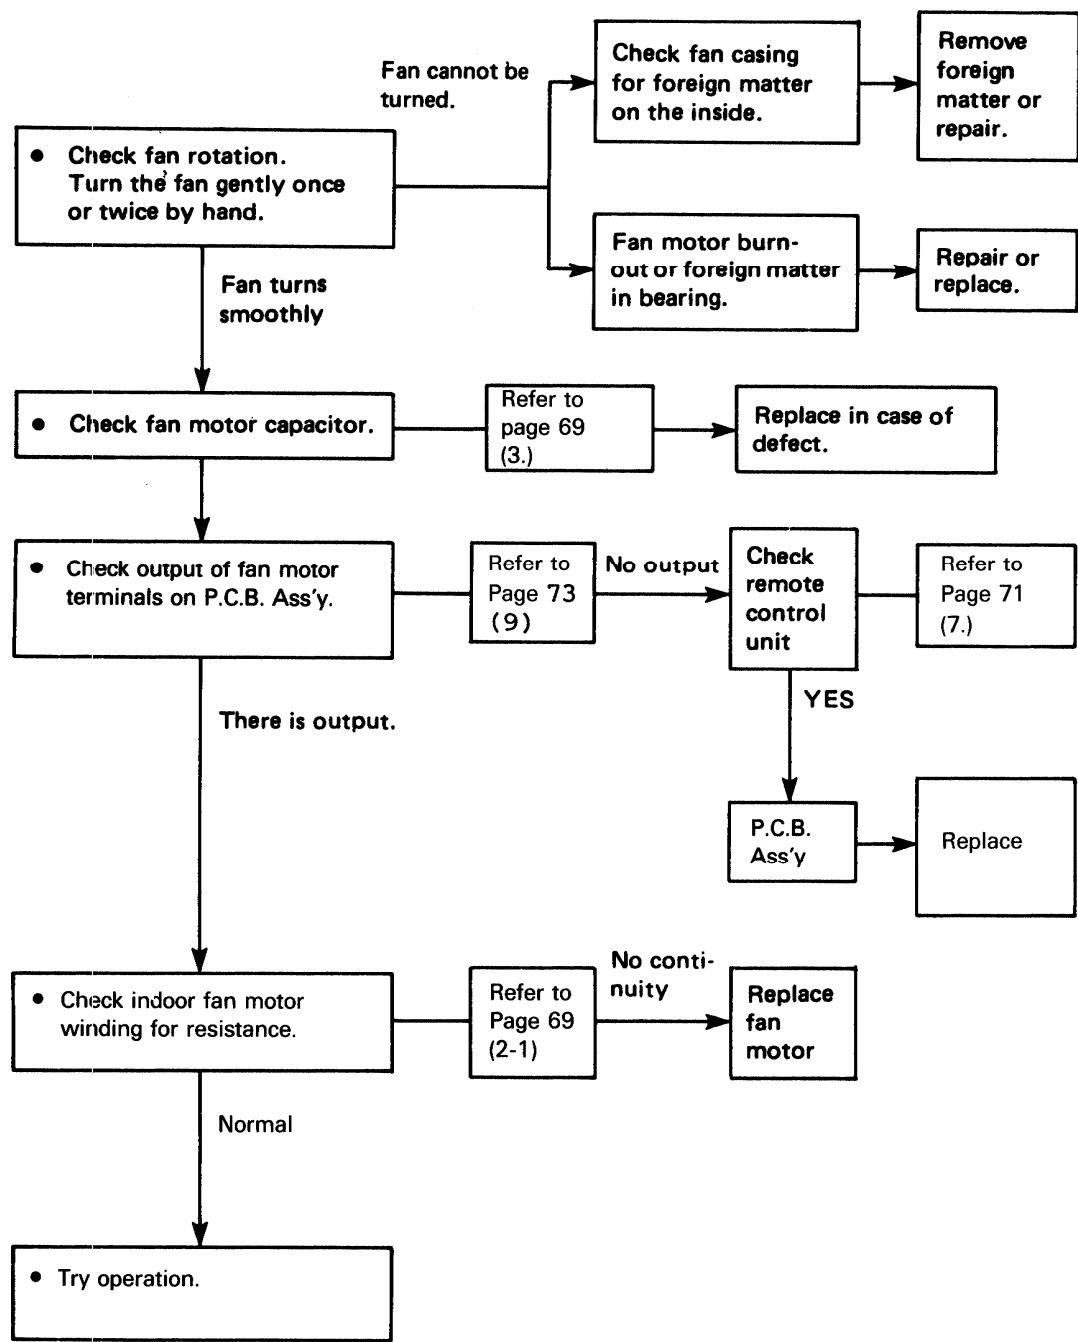 Fan cannot be
turned.
Check fan casing
for foreign matter
on the inside.
Remove
foreign
matter or
repair.
● Check fan rotation.
Turn the fan gently once
or twice by hand.
Fan motor burn-
out or foreign matter
in bearing.
Repair or
replace.
Fan turns
smoothly
● Check fan motor capacitor.
Refer to
page 69
(3.)
Replace in case of
defect.
● Check output of fan motor
terminals on P.C.B. Ass'y.
Refer to
Page 73
(9)
No output
Check
remote
control
unit
Refer to
Page 71
(7.)
YES
There is output.
P.C.B.
Ass'y
Replace
● Check indoor fan motor
winding for resistance.
Refer to
Page 69
(2-1)
No conti-
nuity
Replace
fan
motor
Normal
● Try operation.